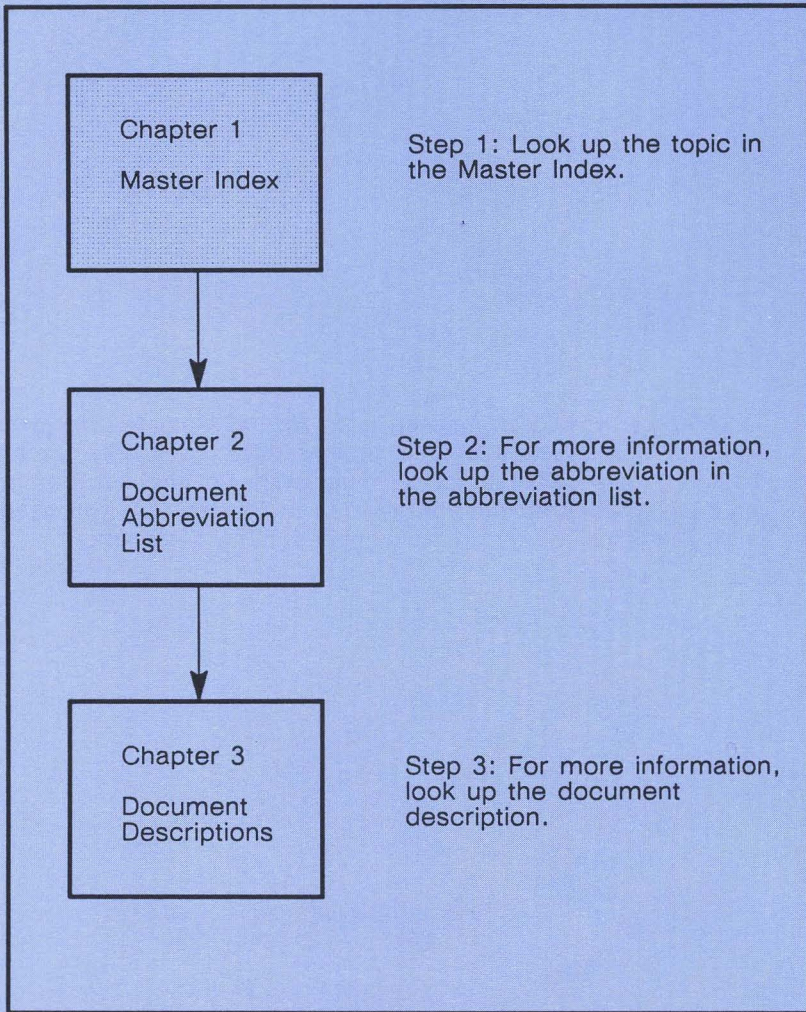 Chapter 1
Master Index
Step 1: Look up the topic in
the Master Index.
Chapter 2
Document
Abbreviation
List
Step 2: For more information,
look up the abbreviation in
the abbreviation list.
Chapter 3
Document
Descriptions
Step 3: For more information,
look up the document
description.